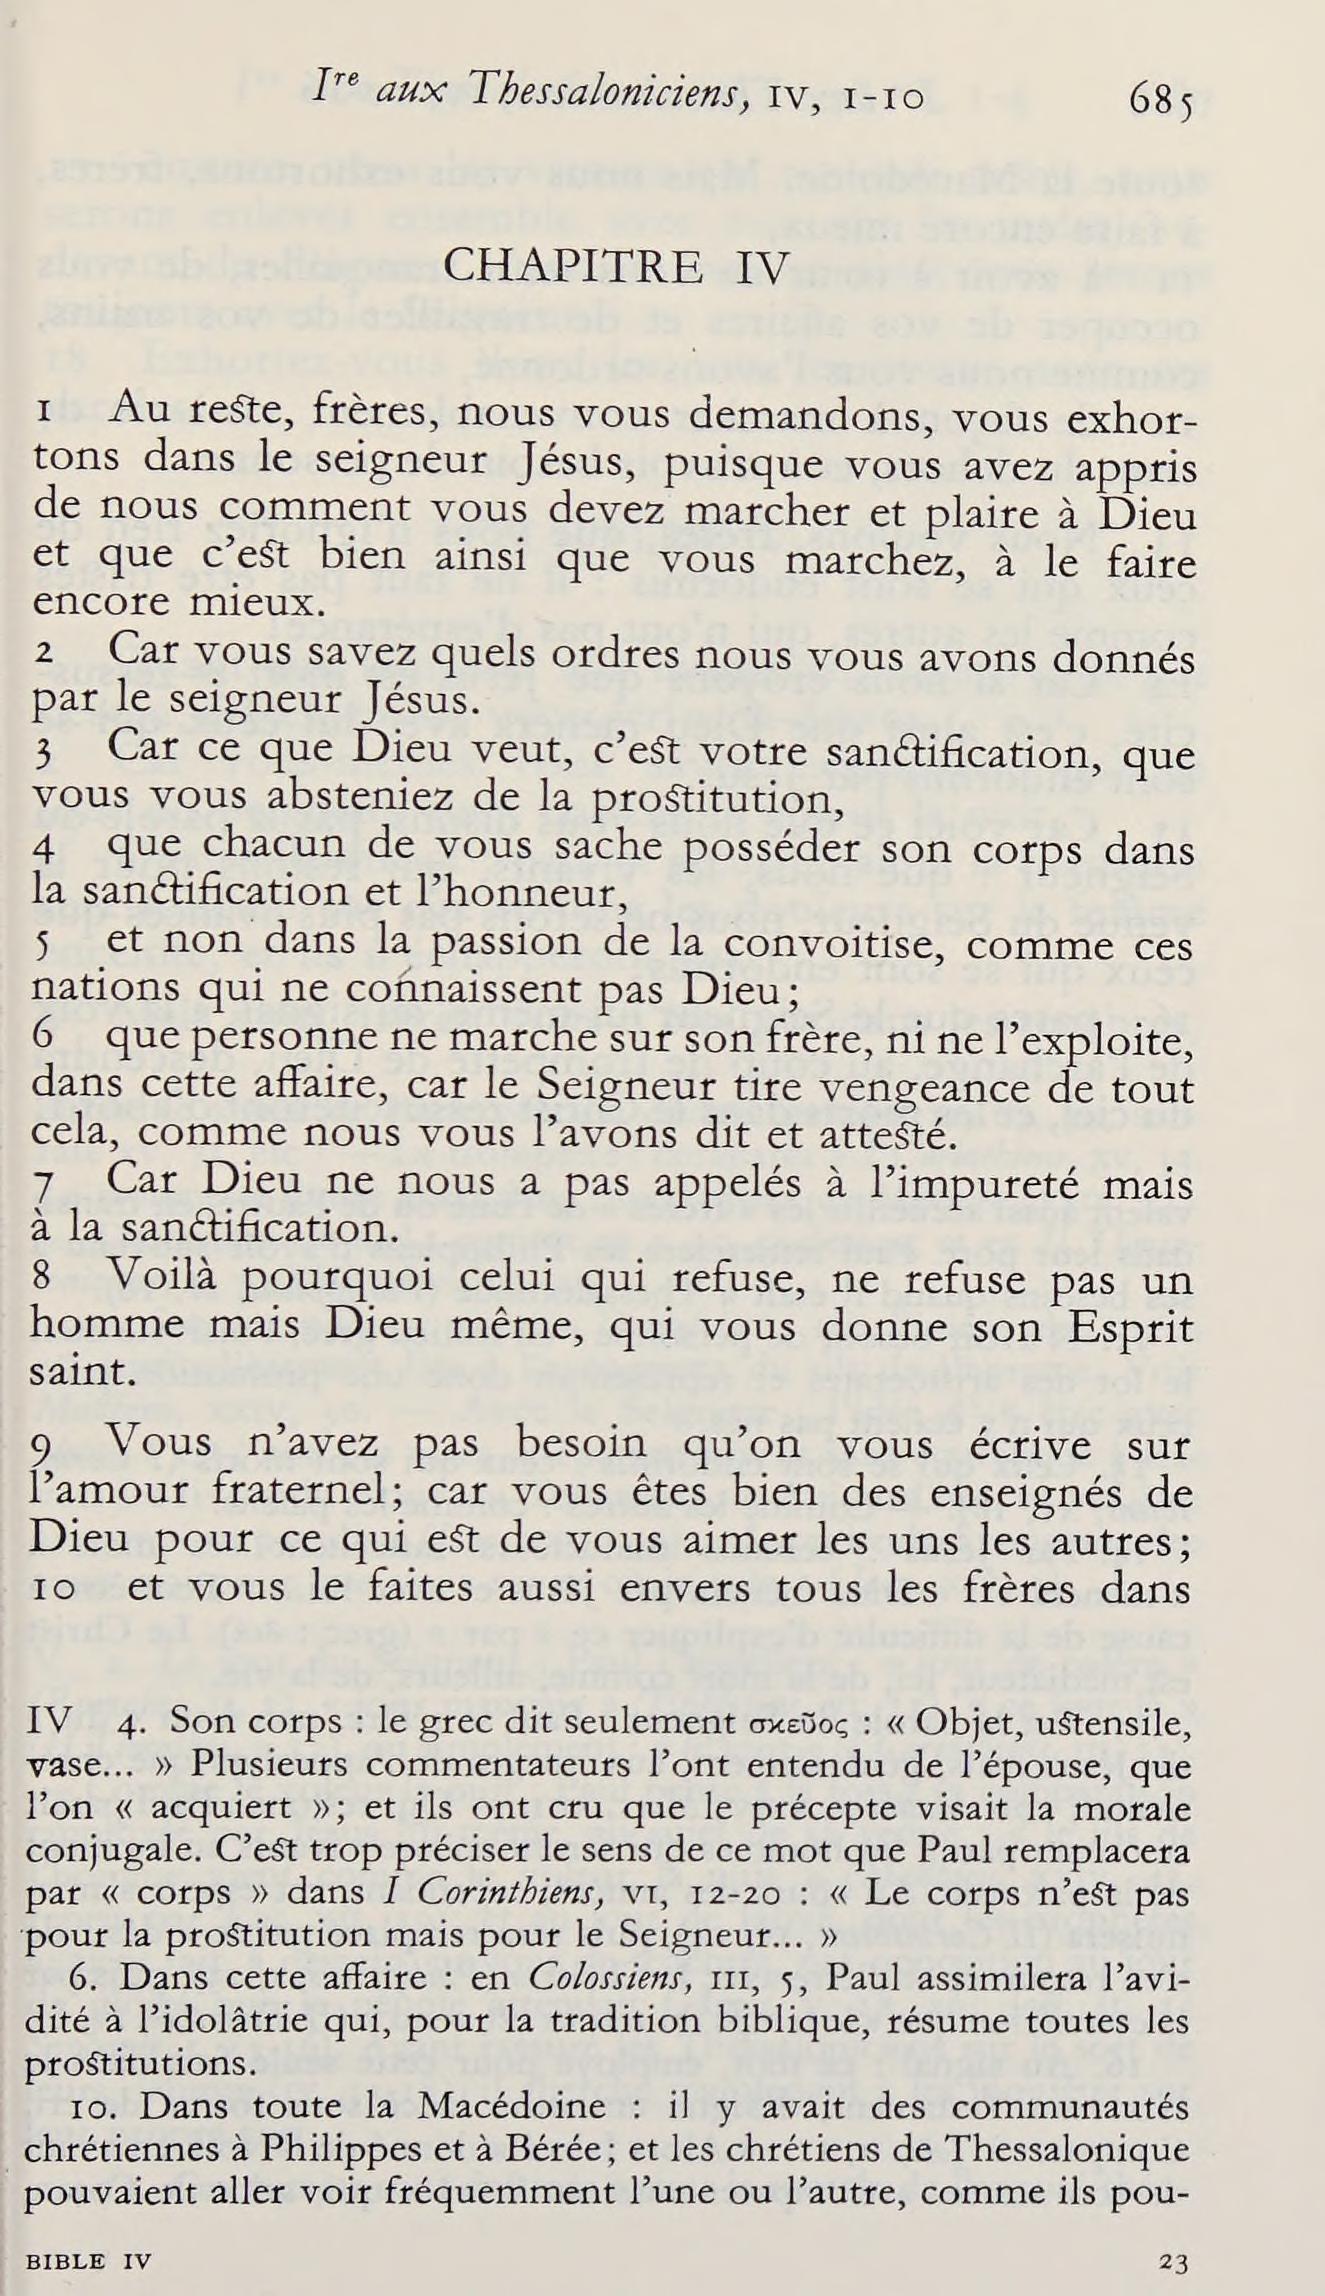 Iʳᵉ aux Thessaloniciens, IV, 1-10 685
CHAPITRE IV
1 Au reste, frères, nous vous demandons, vous exhor-
tons dans le seigneur Jésus, puisque vous avez appris
de nous comment vous devez marcher et plaire à Dieu
et que c’est bien ainsi que vous marchez, à le faire
encore mieux.
2 Car vous savez quels ordres nous vous avons donnés
par le seigneur Jésus.
3 Car ce que Dieu veut, c’est votre sanctification, que
vous vous absteniez de la prostitution,
4 que chacun de vous sache posséder son corps dans
la sanctification et l’honneur,
5 et non dans la passion de la convoitise, comme ces
nations qui ne connaissent pas Dieu;
6 que personne ne marche sur son frère, ni ne l’exploite,
dans cette affaire, car le Seigneur tire vengeance de tout
cela, comme nous vous l’avons dit et attesté.
7 Car Dieu ne nous a pas appelés à l’impureté mais
à la sanctification.
8 Voilà pourquoi celui qui refuse, ne refuse pas un
homme mais Dieu même, qui vous donne son Esprit
saint.
9 Vous n’avez pas besoin qu’on vous écrive sur
l’amour fraternel; car vous êtes bien des enseignés de
Dieu pour ce qui est de vous aimer les uns les autres;
10 et vous le faites aussi envers tous les frères dans
IV 4. Son corps : le grec dit seulement σκεῦος : « Objet, ustensile,
vase... » Plusieurs commentateurs l’ont entendu de l’épouse, que
l’on « acquiert »; et ils ont cru que le précepte visait la morale
conjugale. C’est trop préciser le sens de ce mot que Paul remplacera
par « corps » dans I Corinthiens, VI, 12-20 : « Le corps n’est pas
pour la prostitution mais pour le Seigneur... »
6. Dans cette affaire : en Colossiens, III, 5, Paul assimilera l’avi-
dité à l’idolâtrie qui, pour la tradition biblique, résume toutes les
prostitutions.
10. Dans toute la Macédoine : il y avait des communautés
chrétiennes à Philippes et à Bérée; et les chrétiens de Thessalonique
pouvaient aller voir fréquemment l’une ou l’autre, comme ils pou-
BIBLE IV 23